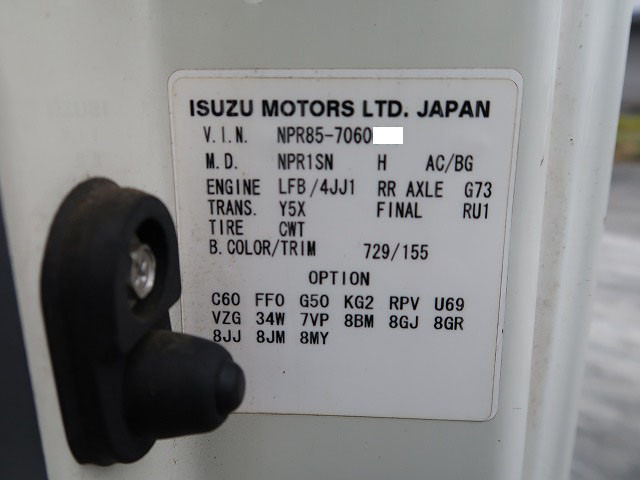 ISUZU MOTORS LTD. JAPAN
V.I.N. NPR85-7060
M.D. NPR1SN H AC/BG
ENGINE LFB/4JJ1 RR AXLE G73
TRANS. Y5X FINAL RU1
TIRE CWT
B.COLOR/TRIM 729/155
OPTION
C60 FF0 G50 KG2 RPV U69
VZG 34W 7VP 8BM 8GJ 8GR
8JJ 8JM 8MY